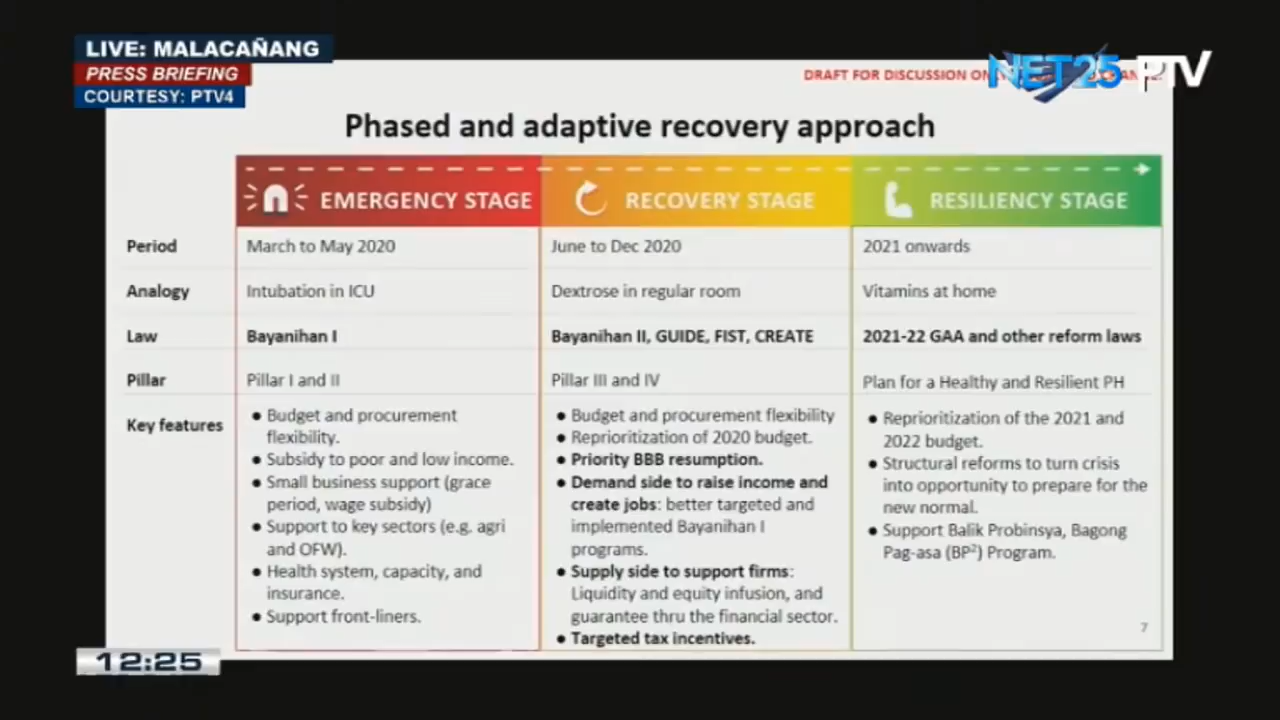 LIVE: MALACAÑANG
PRESS BRIEFING
COURTESY: PTV4
NET25 PTV
DRAFT FOR DISCUSSION
Phased and adaptive recovery approach
EMERGENCY STAGE RECOVERY STAGE RESILIENCY STAGE
Period March to May 2020 June to Dec 2020 2021 onwards
Analogy Intubation in ICU Dextrose in regular room Vitamins at home
Law Bayanihan I Bayanihan II, GUIDE, FIST, CREATE 2021-22 GAA and other reform laws
Pillar Pillar I and II Pillar III and IV Plan for a Healthy and Resilient PH
Key features
● Budget and procurement
flexibility.
● Subsidy to poor and low income.
● Small business support (grace
period, wage subsidy)
● Support to key sectors (e.g. agri
and OFW).
● Health system, capacity, and
insurance.
● Support front-liners.
● Budget and procurement flexibility
● Reprioritization of 2020 budget.
● Priority BBB resumption.
● Demand side to raise income and
create jobs: better targeted and
implemented Bayanihan I
programs.
● Supply side to support firms:
Liquidity and equity infusion, and
guarantee thru the financial sector.
● Targeted tax incentives.
● Reprioritization of the 2021 and
2022 budget.
● Structural reforms to turn crisis
into opportunity to prepare for the
new normal.
● Support Balik Probinsya, Bagong
Pag-asa (BP²) Program.
7
12:25